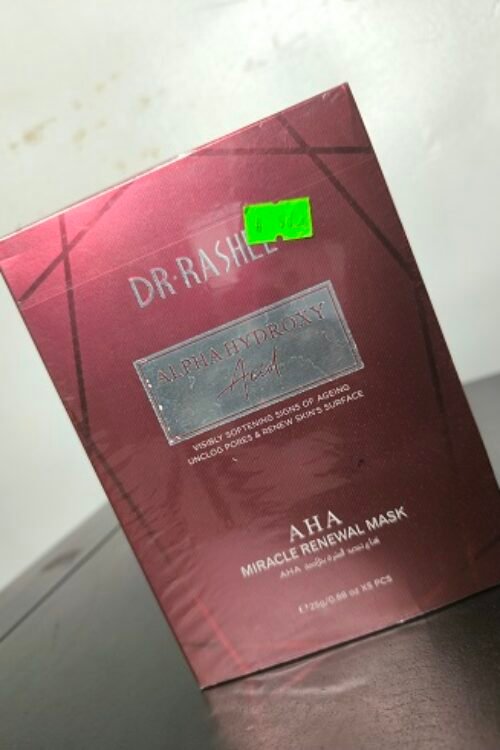 DR·RASHEL
ALPHA HYDROXY
Acid
VISIBLY SOFTENING SIGNS OF AGEING
UNCLOG PORES & RENEW SKIN'S SURFACE
AHA
MIRACLE RENEWAL MASK
AHA
℮25g/0.88 oz X5 PCS